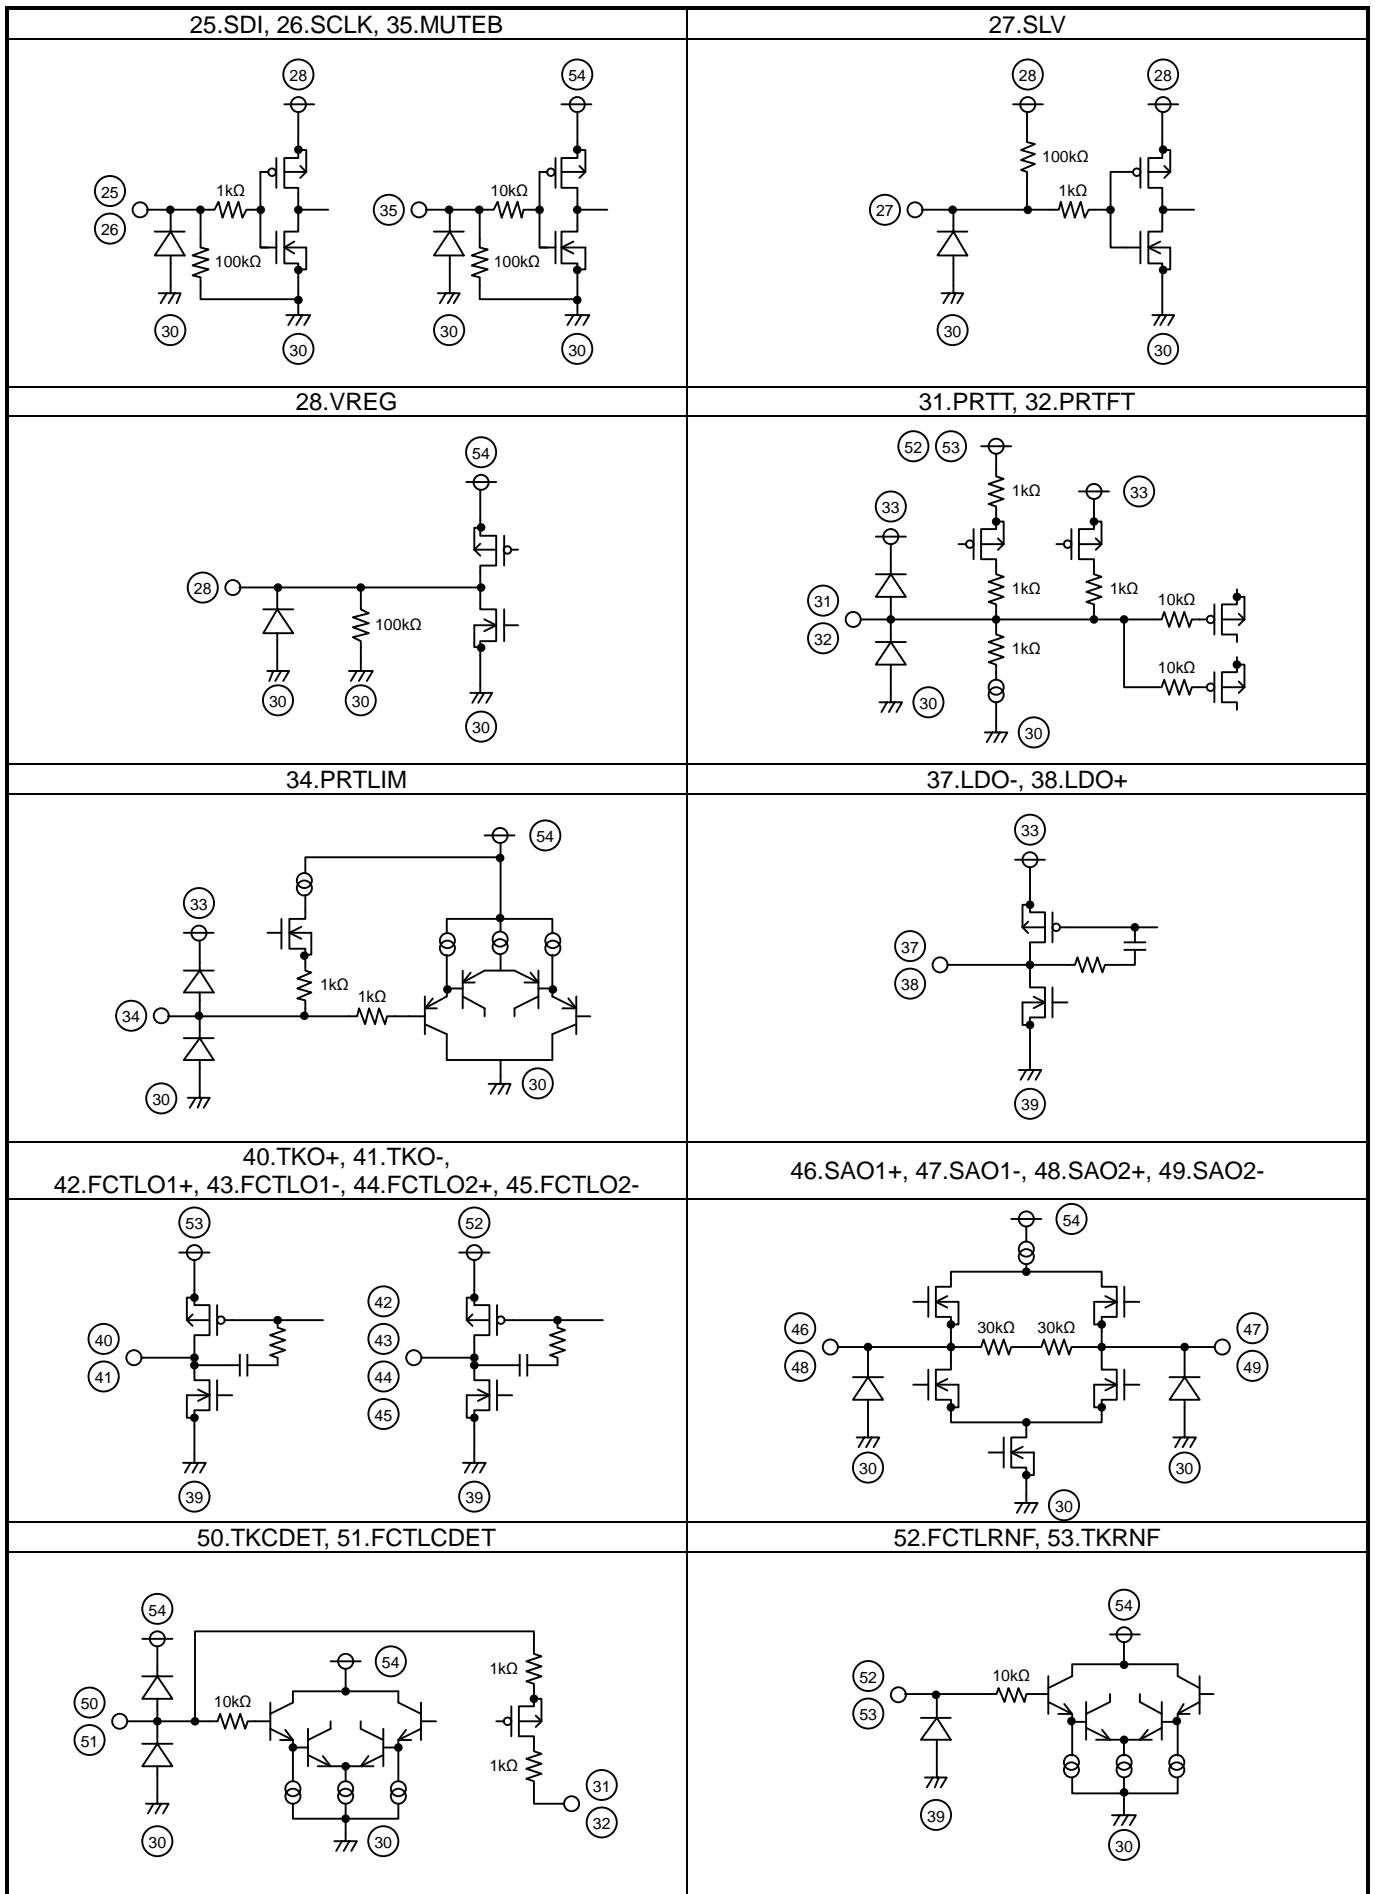 25.SDI, 26.SCLK, 35.MUTEB
28
54
25
26
1kΩ
100kΩ
30
30
35
10kΩ
100kΩ
30
30
27.SLV
28
28
100kΩ
27
1kΩ
30
30
28.VREG
54
28
100kΩ
30
30
30
31.PRTT, 32.PRTFT
52 53
1kΩ
33
33
1kΩ
1kΩ
31
32
10kΩ
1kΩ
10kΩ
30
30
34.PRTLIM
54
33
1kΩ
1kΩ
34
30
30
37.LDO-, 38.LDO+
33
37
38
39
40.TKO+, 41.TKO-,
42.FCTLO1+, 43.FCTLO1-, 44.FCTLO2+, 45.FCTLO2-
53
40
41
39
52
42
43
44
45
39
46.SAO1+, 47.SAO1-, 48.SAO2+, 49.SAO2-
54
46
48
30kΩ 30kΩ
47
49
30
30
30
50.TKCDET, 51.FCTLCDET
54
54
1kΩ
50
51
10kΩ
1kΩ
31
32
30
30
52.FCTLRNF, 53.TKRNF
54
52
53
10kΩ
39
30